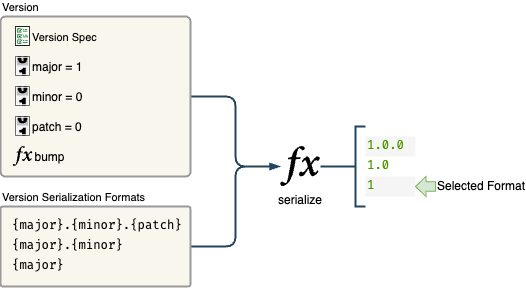 Version
Version Spec
major = 1
minor = 0
patch = 0
fx bump
Version Serialization Formats
{major}.{minor}.{patch}
{major}.{minor}
{major}
fx
serialize
1.0.0
1.0
1
Selected Format